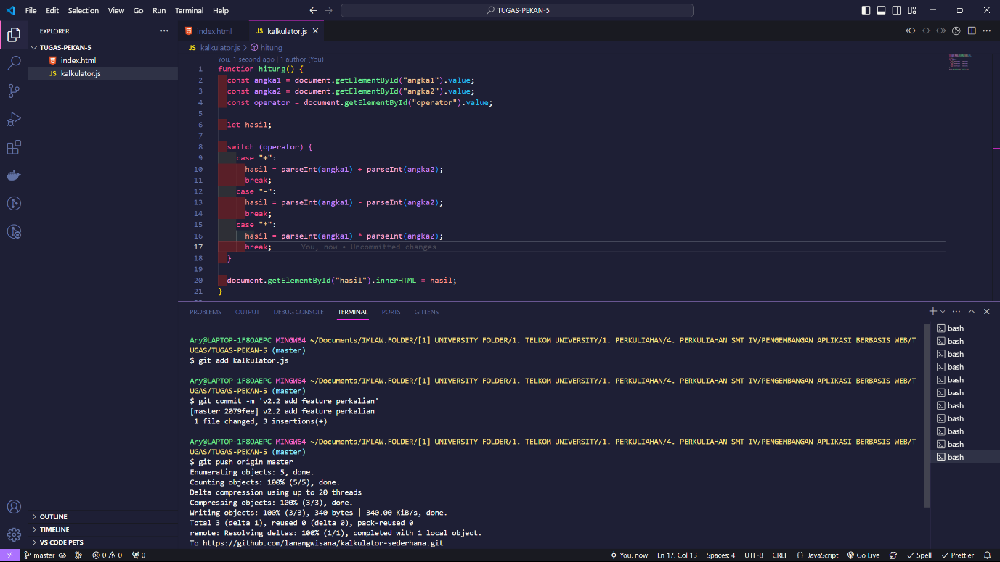 File Edit Selection View Go Run Terminal Help
TUGAS-PEKAN-5
EXPLORER
TUGAS-PEKAN-5
index.html
JS kalkulator.js
OUTLINE
TIMELINE
VS CODE PETS
index.html
JS kalkulator.js
JS kalkulator.js > hitung
You, 1 second ago | 1 author (You)
1 function hitung() {
2 const angka1 = document.getElementById("angka1").value;
3 const angka2 = document.getElementById("angka2").value;
4 const operator = document.getElementById("operator").value;
5
6 let hasil;
7
8 switch (operator) {
9 case "+":
10 hasil = parseInt(angka1) + parseInt(angka2);
11 break;
12 case "-":
13 hasil = parseInt(angka1) - parseInt(angka2);
14 break;
15 case "*":
16 hasil = parseInt(angka1) * parseInt(angka2);
17 break; You, now • Uncommitted changes
18 }
19
20 document.getElementById("hasil").innerHTML = hasil;
21 }
PROBLEMS OUTPUT DEBUG CONSOLE TERMINAL PORTS GITLENS
Ary@LAPTOP-1F8OAEPC MINGW64 ~/Documents/IMLAW.FOLDER/[1] UNIVERSITY FOLDER/1. TELKOM UNIVERSITY/1. PERKULIAHAN/4. PERKULIAHAN SMT IV/PENGEMBANGAN APLIKASI BERBASIS WEB/T
UGAS/TUGAS-PEKAN-5 (master)
$ git add kalkulator.js
Ary@LAPTOP-1F8OAEPC MINGW64 ~/Documents/IMLAW.FOLDER/[1] UNIVERSITY FOLDER/1. TELKOM UNIVERSITY/1. PERKULIAHAN/4. PERKULIAHAN SMT IV/PENGEMBANGAN APLIKASI BERBASIS WEB/T
UGAS/TUGAS-PEKAN-5 (master)
$ git commit -m 'v2.2 add feature perkalian'
[master 2079fee] v2.2 add feature perkalian
1 file changed, 3 insertions(+)
Ary@LAPTOP-1F8OAEPC MINGW64 ~/Documents/IMLAW.FOLDER/[1] UNIVERSITY FOLDER/1. TELKOM UNIVERSITY/1. PERKULIAHAN/4. PERKULIAHAN SMT IV/PENGEMBANGAN APLIKASI BERBASIS WEB/T
UGAS/TUGAS-PEKAN-5 (master)
$ git push origin master
Enumerating objects: 5, done.
Counting objects: 100% (5/5), done.
Delta compression using up to 20 threads
Compressing objects: 100% (3/3), done.
Writing objects: 100% (3/3), 340 bytes | 340.00 KiB/s, done.
Total 3 (delta 1), reused 0 (delta 0), pack-reused 0
remote: Resolving deltas: 100% (1/1), completed with 1 local object.
To https://github.com/lanangwisana/kalkulator-sederhana.git
bash
bash
bash
bash
bash
bash
bash
bash
bash
bash
bash
master 0 0 0 You, now Ln 17, Col 13 Spaces: 4 UTF-8 CRLF {} JavaScript Go Live Spell Prettier